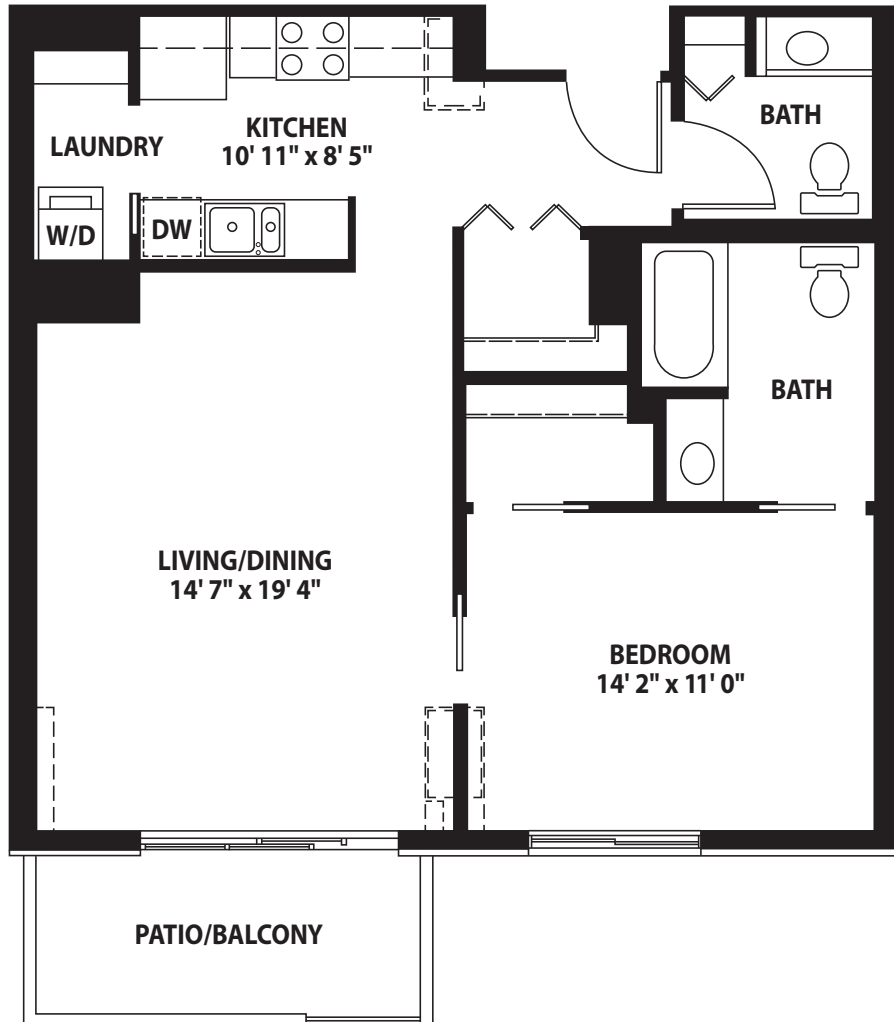 BATH
KITCHEN
10' 11" x 8' 5"
LAUNDRY
W/D
DW
BATH
LIVING/DINING
14' 7" x 19' 4"
BEDROOM
14' 2" x 11' 0"
PATIO/BALCONY